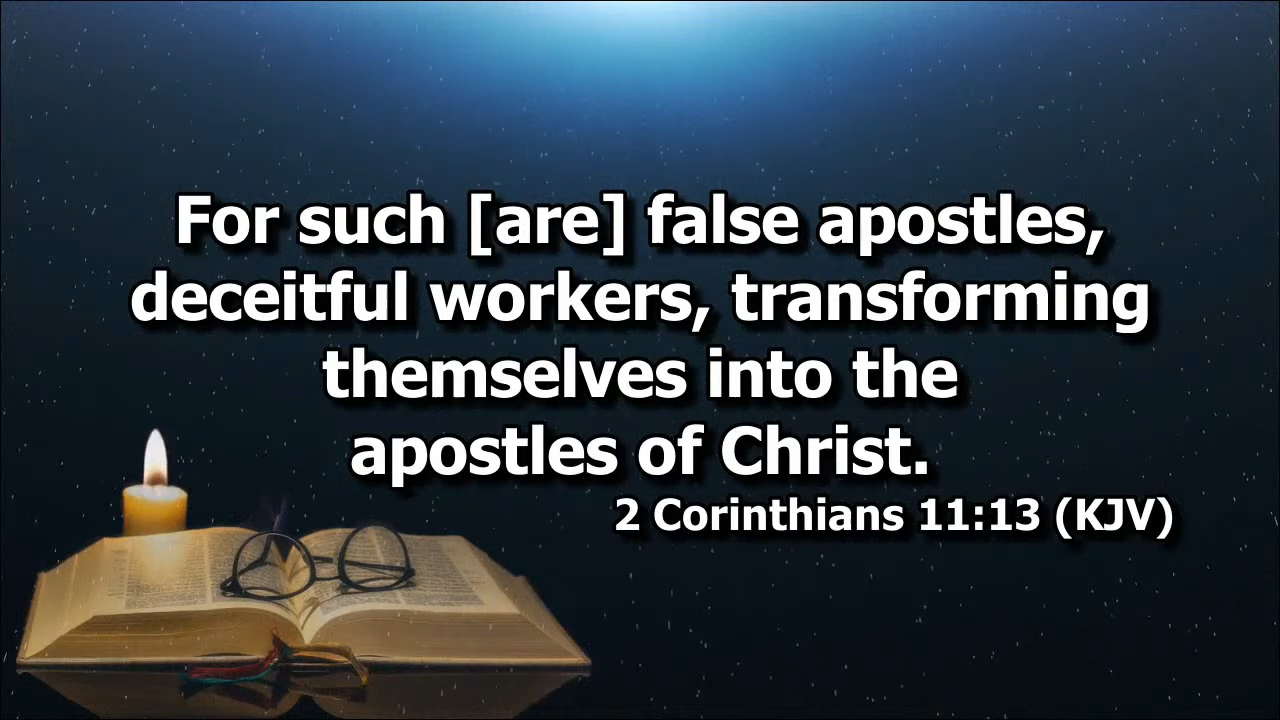 For such [are] false apostles,
deceitful workers, transforming
themselves into the
apostles of Christ.
2 Corinthians 11:13 (KJV)